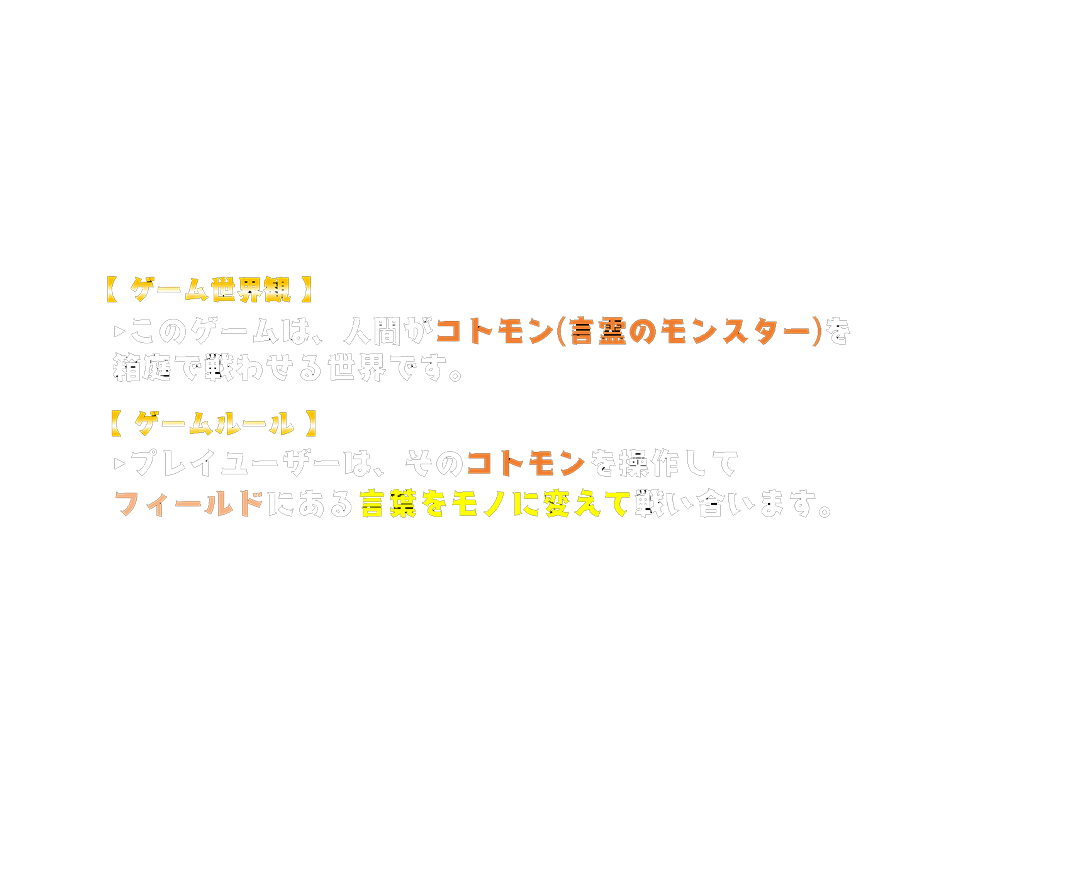 【 ゲーム世界観 】
▷このゲームは、人間がコトモン(言霊のモンスター)を
箱庭で戦わせる世界です。
【 ゲームルール 】
▷プレイユーザーは、そのコトモンを操作して
フィールドにある言葉をモノに変えて戦い合います。